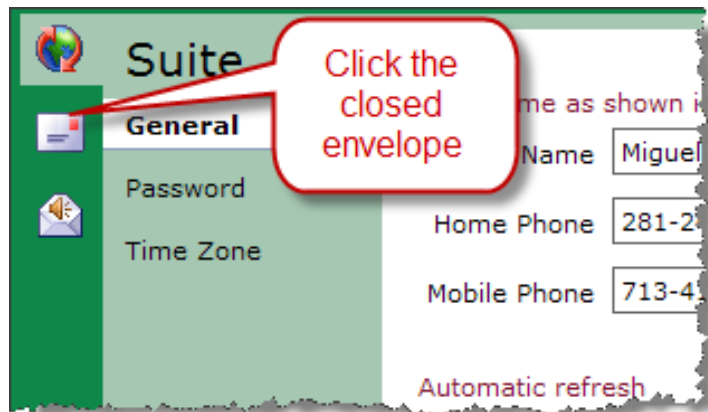 Suite
Click the
closed
envelope
me as shown i
General
Name Miguel
Password
Home Phone 281-2
Time Zone
Mobile Phone 713-4
Automatic refresh